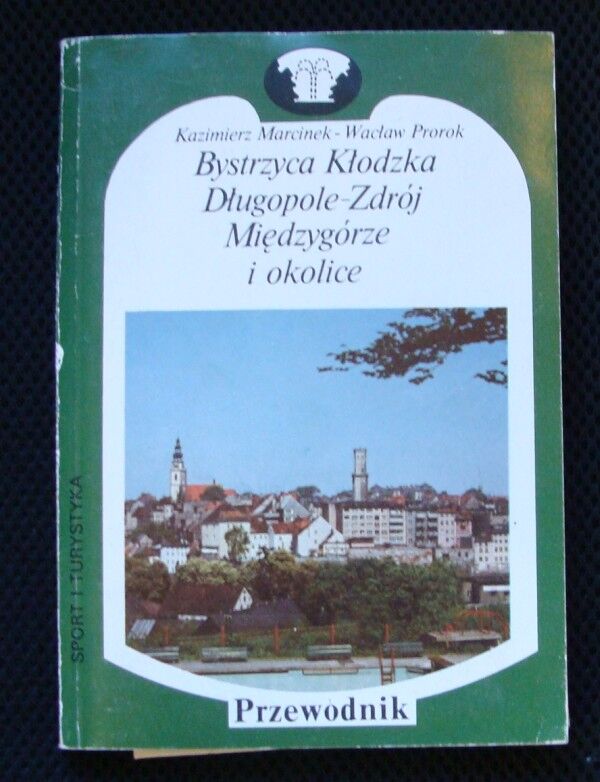 Kazimierz Marcinek - Wacław Prorok
Bystrzyca Kłodzka
Długopole-Zdrój
Międzygórze
i okolice
SPORT I TURYSTYKA
Przewodnik